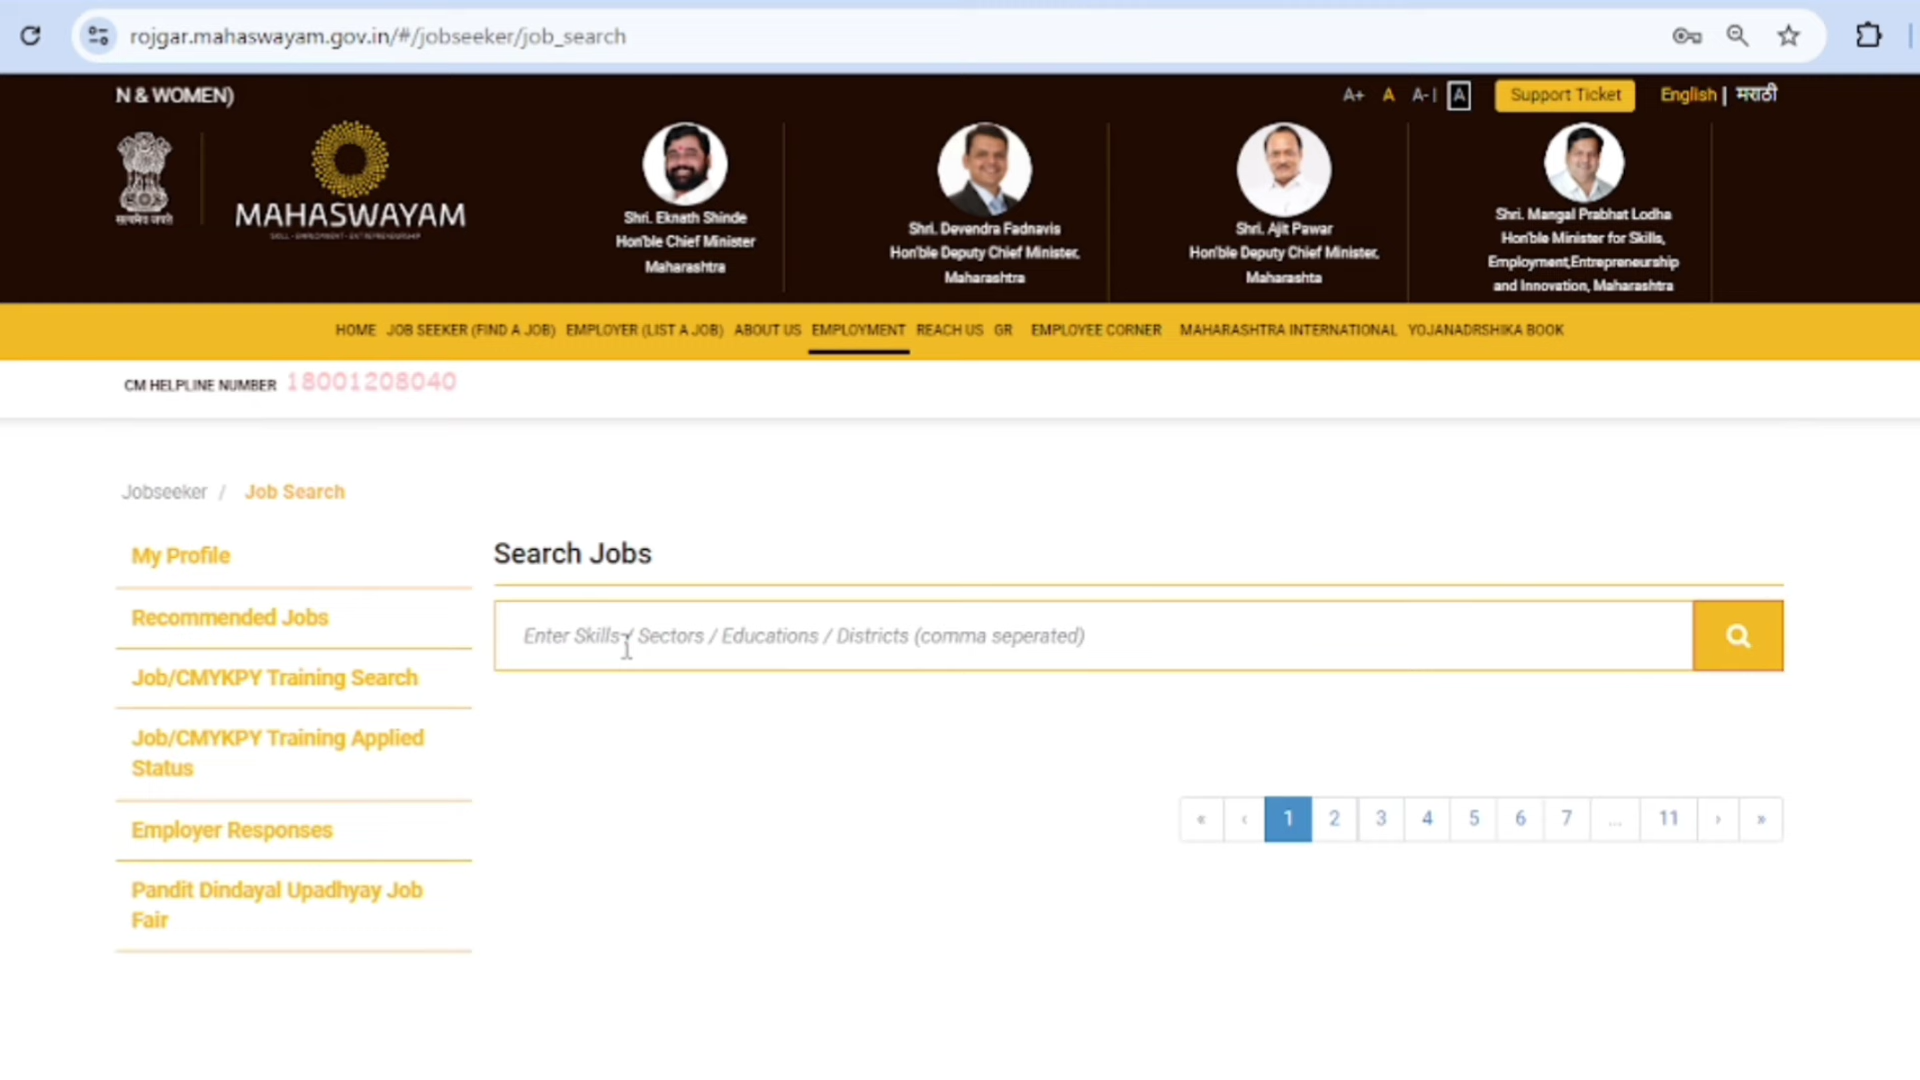 rojgar.mahaswayam.gov.in/#/jobseeker/job_search
N & WOMEN)
A+ A A- | A Support Ticket English | मराठी
सत्यमेव जयते
MAHASWAYAM
SKILL - EMPLOYMENT - ENTREPRENEURSHIP
Shri. Eknath Shinde
Hon'ble Chief Minister
Maharashtra
Shri. Devendra Fadnavis
Hon'ble Deputy Chief Minister,
Maharashtra
Shri. Ajit Pawar
Hon'ble Deputy Chief Minister,
Maharashta
Shri. Mangal Prabhat Lodha
Hon'ble Minister for Skills,
Employment,Entrepreneurship
and Innovation, Maharashtra
HOME JOB SEEKER (FIND A JOB) EMPLOYER (LIST A JOB) ABOUT US EMPLOYMENT REACH US GR EMPLOYEE CORNER MAHARASHTRA INTERNATIONAL YOJANADRSHIKA BOOK
CM HELPLINE NUMBER 18001208040
Jobseeker / Job Search
My Profile
Recommended Jobs
Job/CMYKPY Training Search
Job/CMYKPY Training Applied
Status
Employer Responses
Pandit Dindayal Upadhyay Job
Fair
Search Jobs
Enter Skills / Sectors / Educations / Districts (comma seperated)
« ‹ 1 2 3 4 5 6 7 ... 11 › »